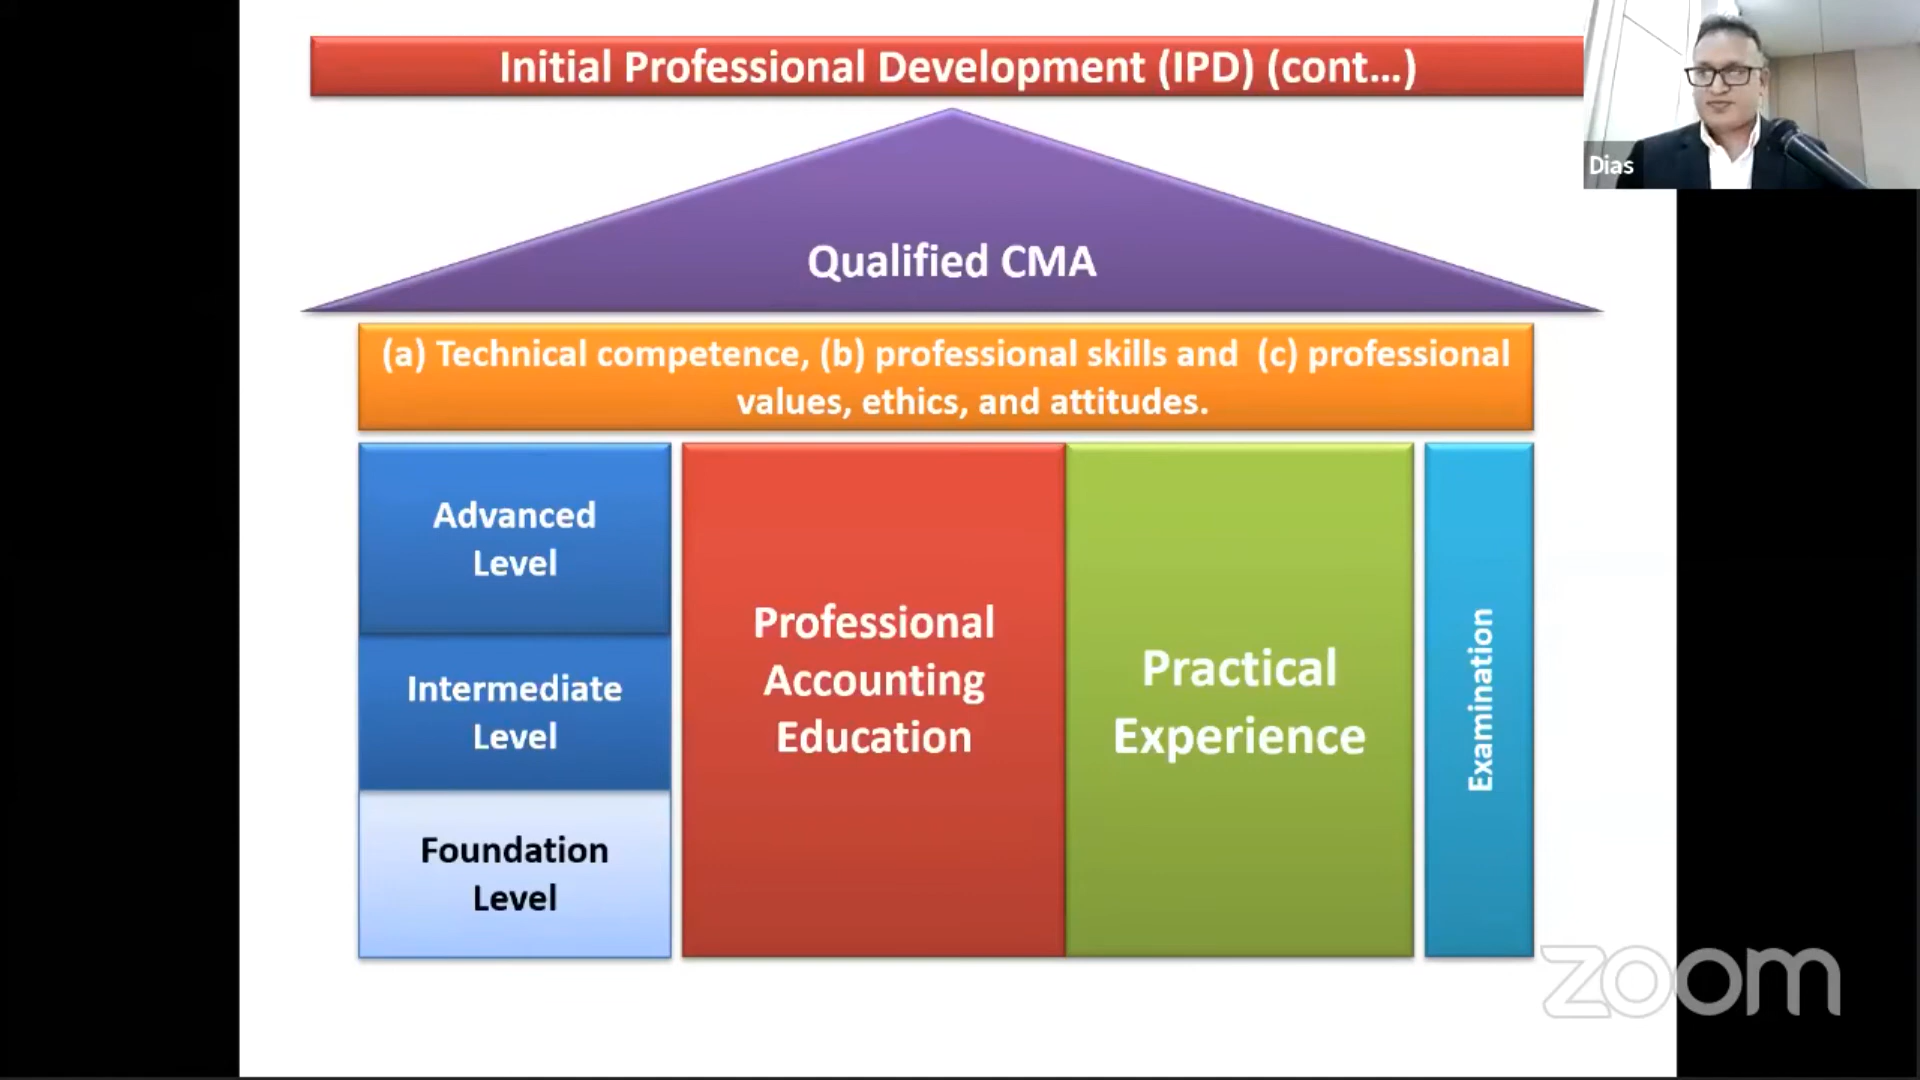 Initial Professional Development (IPD) (cont...)
Dias
Qualified CMA
(a) Technical competence, (b) professional skills and (c) professional
values, ethics, and attitudes.
Advanced
Level
Intermediate
Level
Foundation
Level
Professional
Accounting
Education
Practical
Experience
Examination
zoom